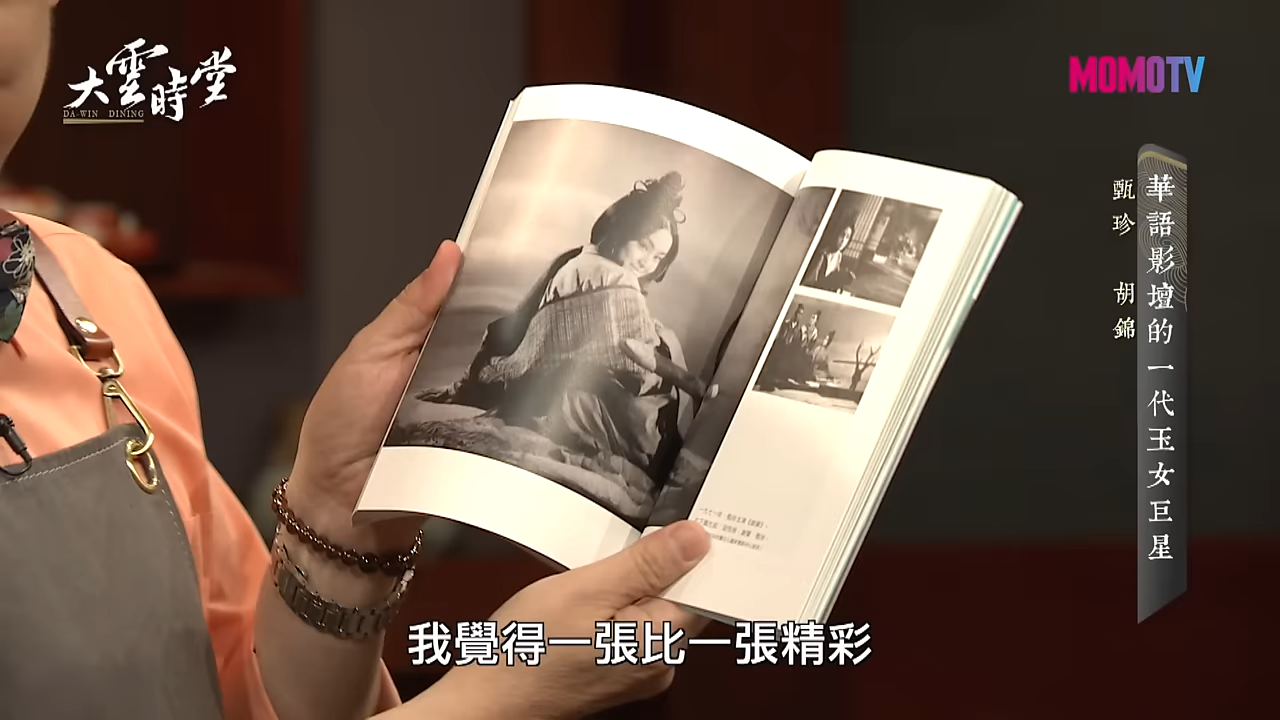 大雲時堂
DA-WIN DINING
MOMOTV
華語影壇的一代玉女巨星
甄珍 胡錦
我覺得一張比一張精彩